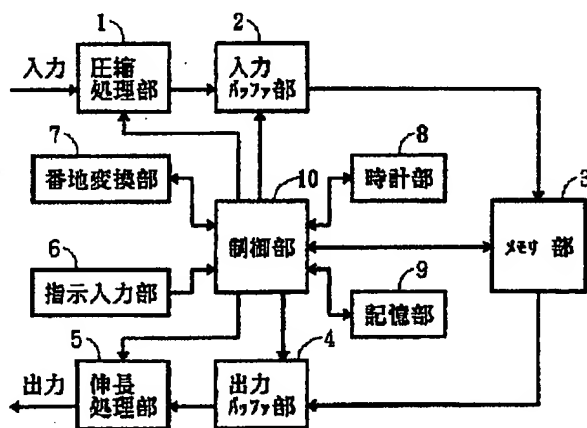 1
2
入力
圧縮
処理部
入力
バッファ部
7
8
番地変換部
10
時計部
3
制御部
メモリ 部
6
9
指示入力部
記憶部
5
4
出力
伸長
処理部
出力
バッファ部